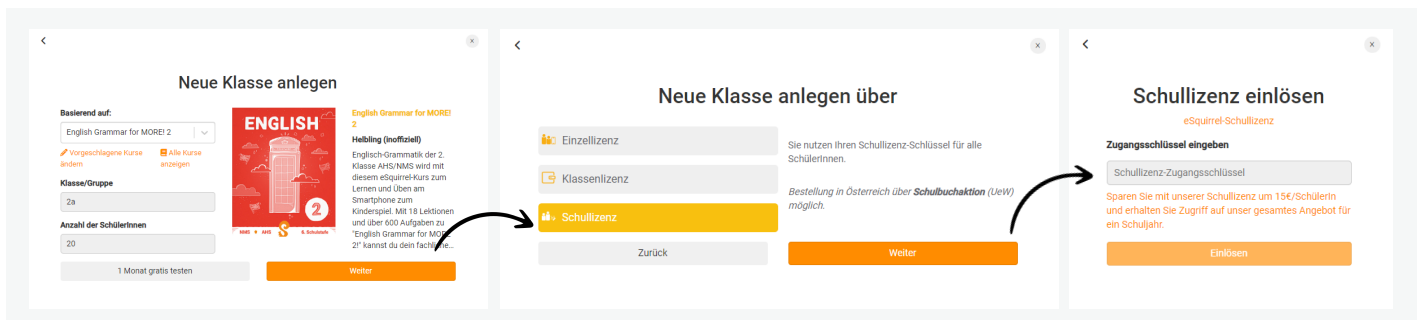 Neue Klasse anlegen
Basierend auf:
English Grammar for MORE! 2
Vorgeschlagene Kurse
ändern
Alle Kurse
anzeigen
Klasse/Gruppe
2a
Anzahl der SchülerInnen
20
ENGLISH
2
NMS + AHS
S
6. Schulstufe
English Grammar for MORE!
2
Helbling (inoffiziell)
Englisch-Grammatik der 2.
Klasse AHS/NMS wird mit
diesem eSquirrel-Kurs zum
Lernen und Üben am
Smartphone zum
Kinderspiel. Mit 18 Lektionen
und über 600 Aufgaben zu
"English Grammar for MORE
2!" kannst du dein
1 Monat gratis testen
Weiter
Neue Klasse anlegen über
Einzellizenz
Klassenlizenz
Schullizenz
Sie nutzen Ihren Schullizenz-Schlüssel für alle
SchülerInnen.
Bestellung in Österreich über Schulbuchaktion (UeW)
möglich.
Zurück
Weiter
Schullizenz einlösen
eSquirrel-Schullizenz
Zugangsschlüssel eingeben
Schullizenz-Zugangsschlüssel
Sparen Sie mit unserer Schullizenz um 15€/SchülerIn
und erhalten Sie Zugriff auf unser gesamtes Angebot für
ein Schuljahr.
Einlösen